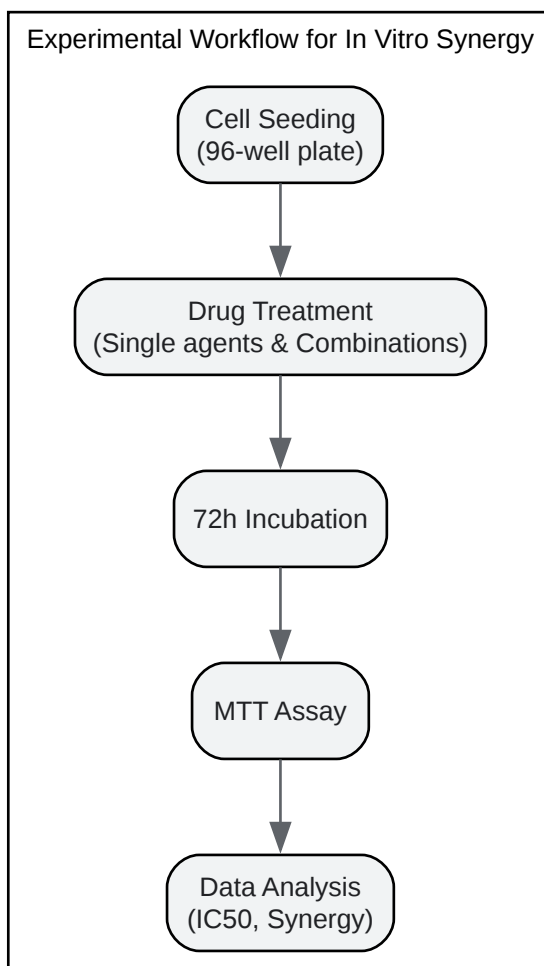 Experimental Workflow for In Vitro Synergy
Cell Seeding
(96-well plate)
Drug Treatment
(Single agents & Combinations)
72h Incubation
MTT Assay
Data Analysis
(IC50, Synergy)